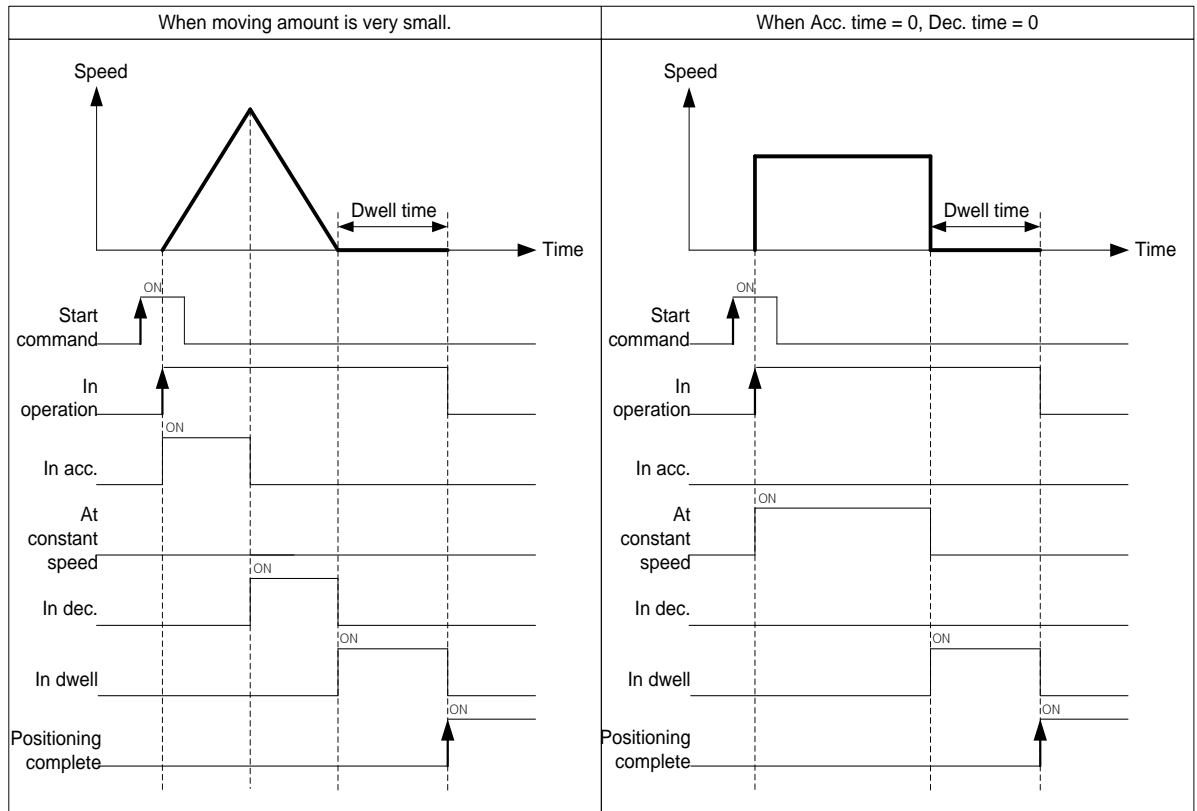 When moving amount is very small.
When Acc. time = 0, Dec. time = 0
Speed
Dwell time
Time
ON
Start
command
In
operation
ON
In acc.
At
constant
speed
ON
In dec.
ON
In dwell
ON
Positioning
complete
Speed
Dwell time
Time
ON
Start
command
In
operation
In acc.
ON
At
constant
speed
In dec.
ON
In dwell
ON
Positioning
complete